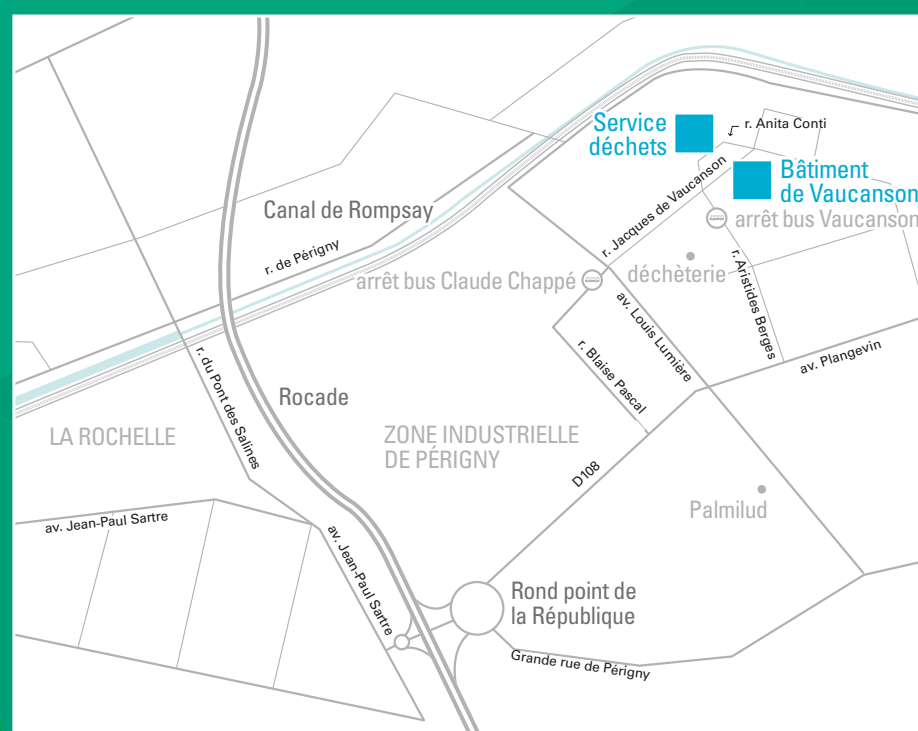 Service
déchets
r. Anita Conti
Bâtiment
de Vaucanson
arrêt bus Vaucanson
r. Jacques de Vaucanson
Canal de Rompsay
r. de Périgny
arrêt bus Claude Chappé
déchèterie
r. Aristides Berges
av. Louis Lumière
r. Blaise Pascal
av. Plangevin
r. du Pont des Salines
Rocade
LA ROCHELLE
ZONE INDUSTRIELLE
DE PÉRIGNY
D108
Palmilud
av. Jean-Paul Sartre
av. Jean-Paul Sartre
Rond point de
la République
Grande rue de Périgny